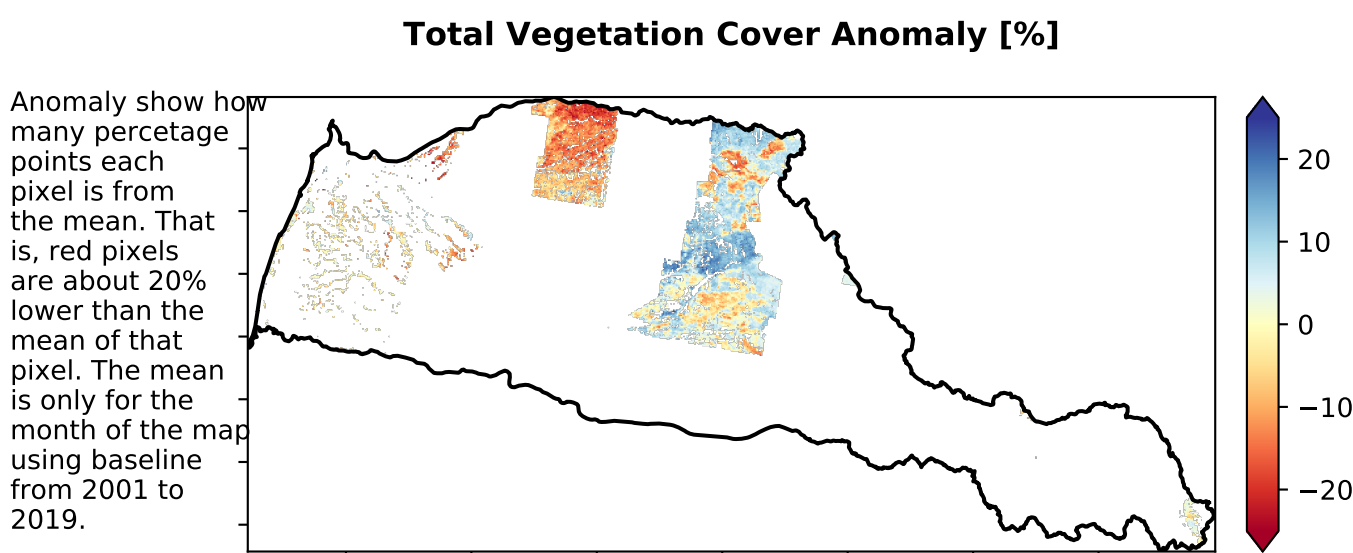 Total Vegetation Cover Anomaly [%]
Anomaly show how
many percetage
points each
pixel is from
the mean. That
is, red pixels
are about 20%
lower than the
mean of that
pixel. The mean
is only for the
month of the map
using baseline
from 2001 to
2019.
20
10
0
−10
−20